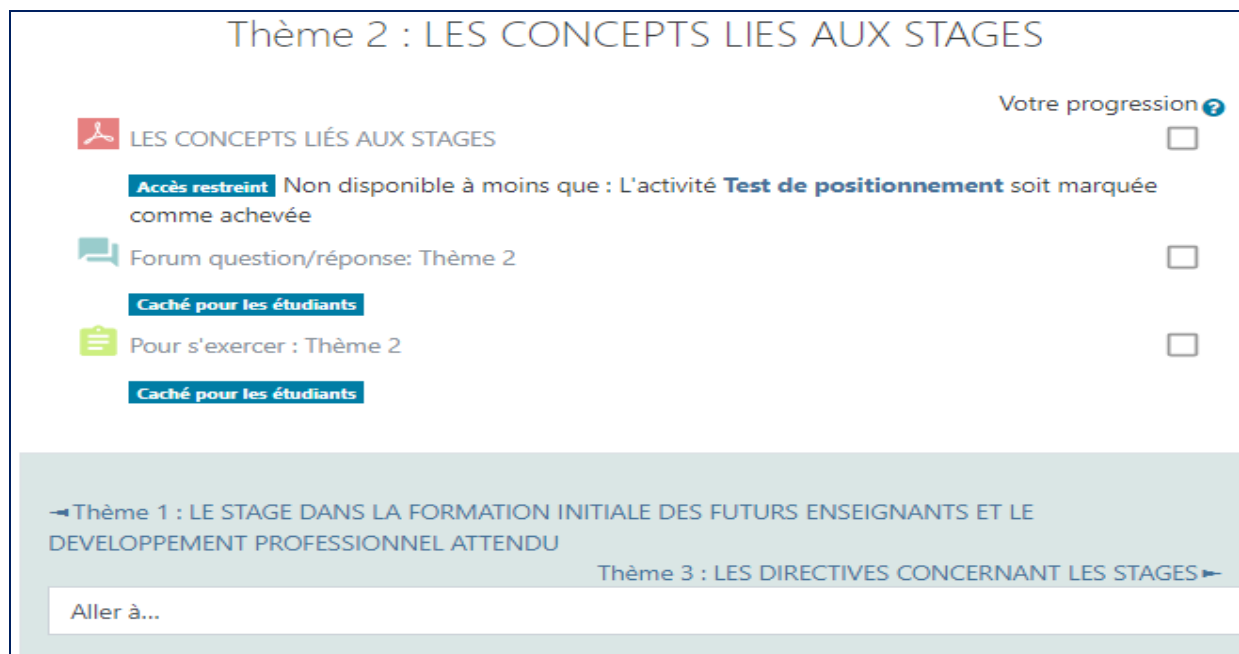 Thème 2 : LES CONCEPTS LIES AUX STAGES
Votre progression
LES CONCEPTS LIÉS AUX STAGES
Accès restreint Non disponible à moins que : L'activité Test de positionnement soit marquée
comme achevée
Forum question/réponse: Thème 2
Caché pour les étudiants
Pour s'exercer : Thème 2
Caché pour les étudiants
Thème 1 : LE STAGE DANS LA FORMATION INITIALE DES FUTURS ENSEIGNANTS ET LE
DEVELOPPEMENT PROFESSIONNEL ATTENDU
Thème 3 : LES DIRECTIVES CONCERNANT LES STAGES
Aller à...